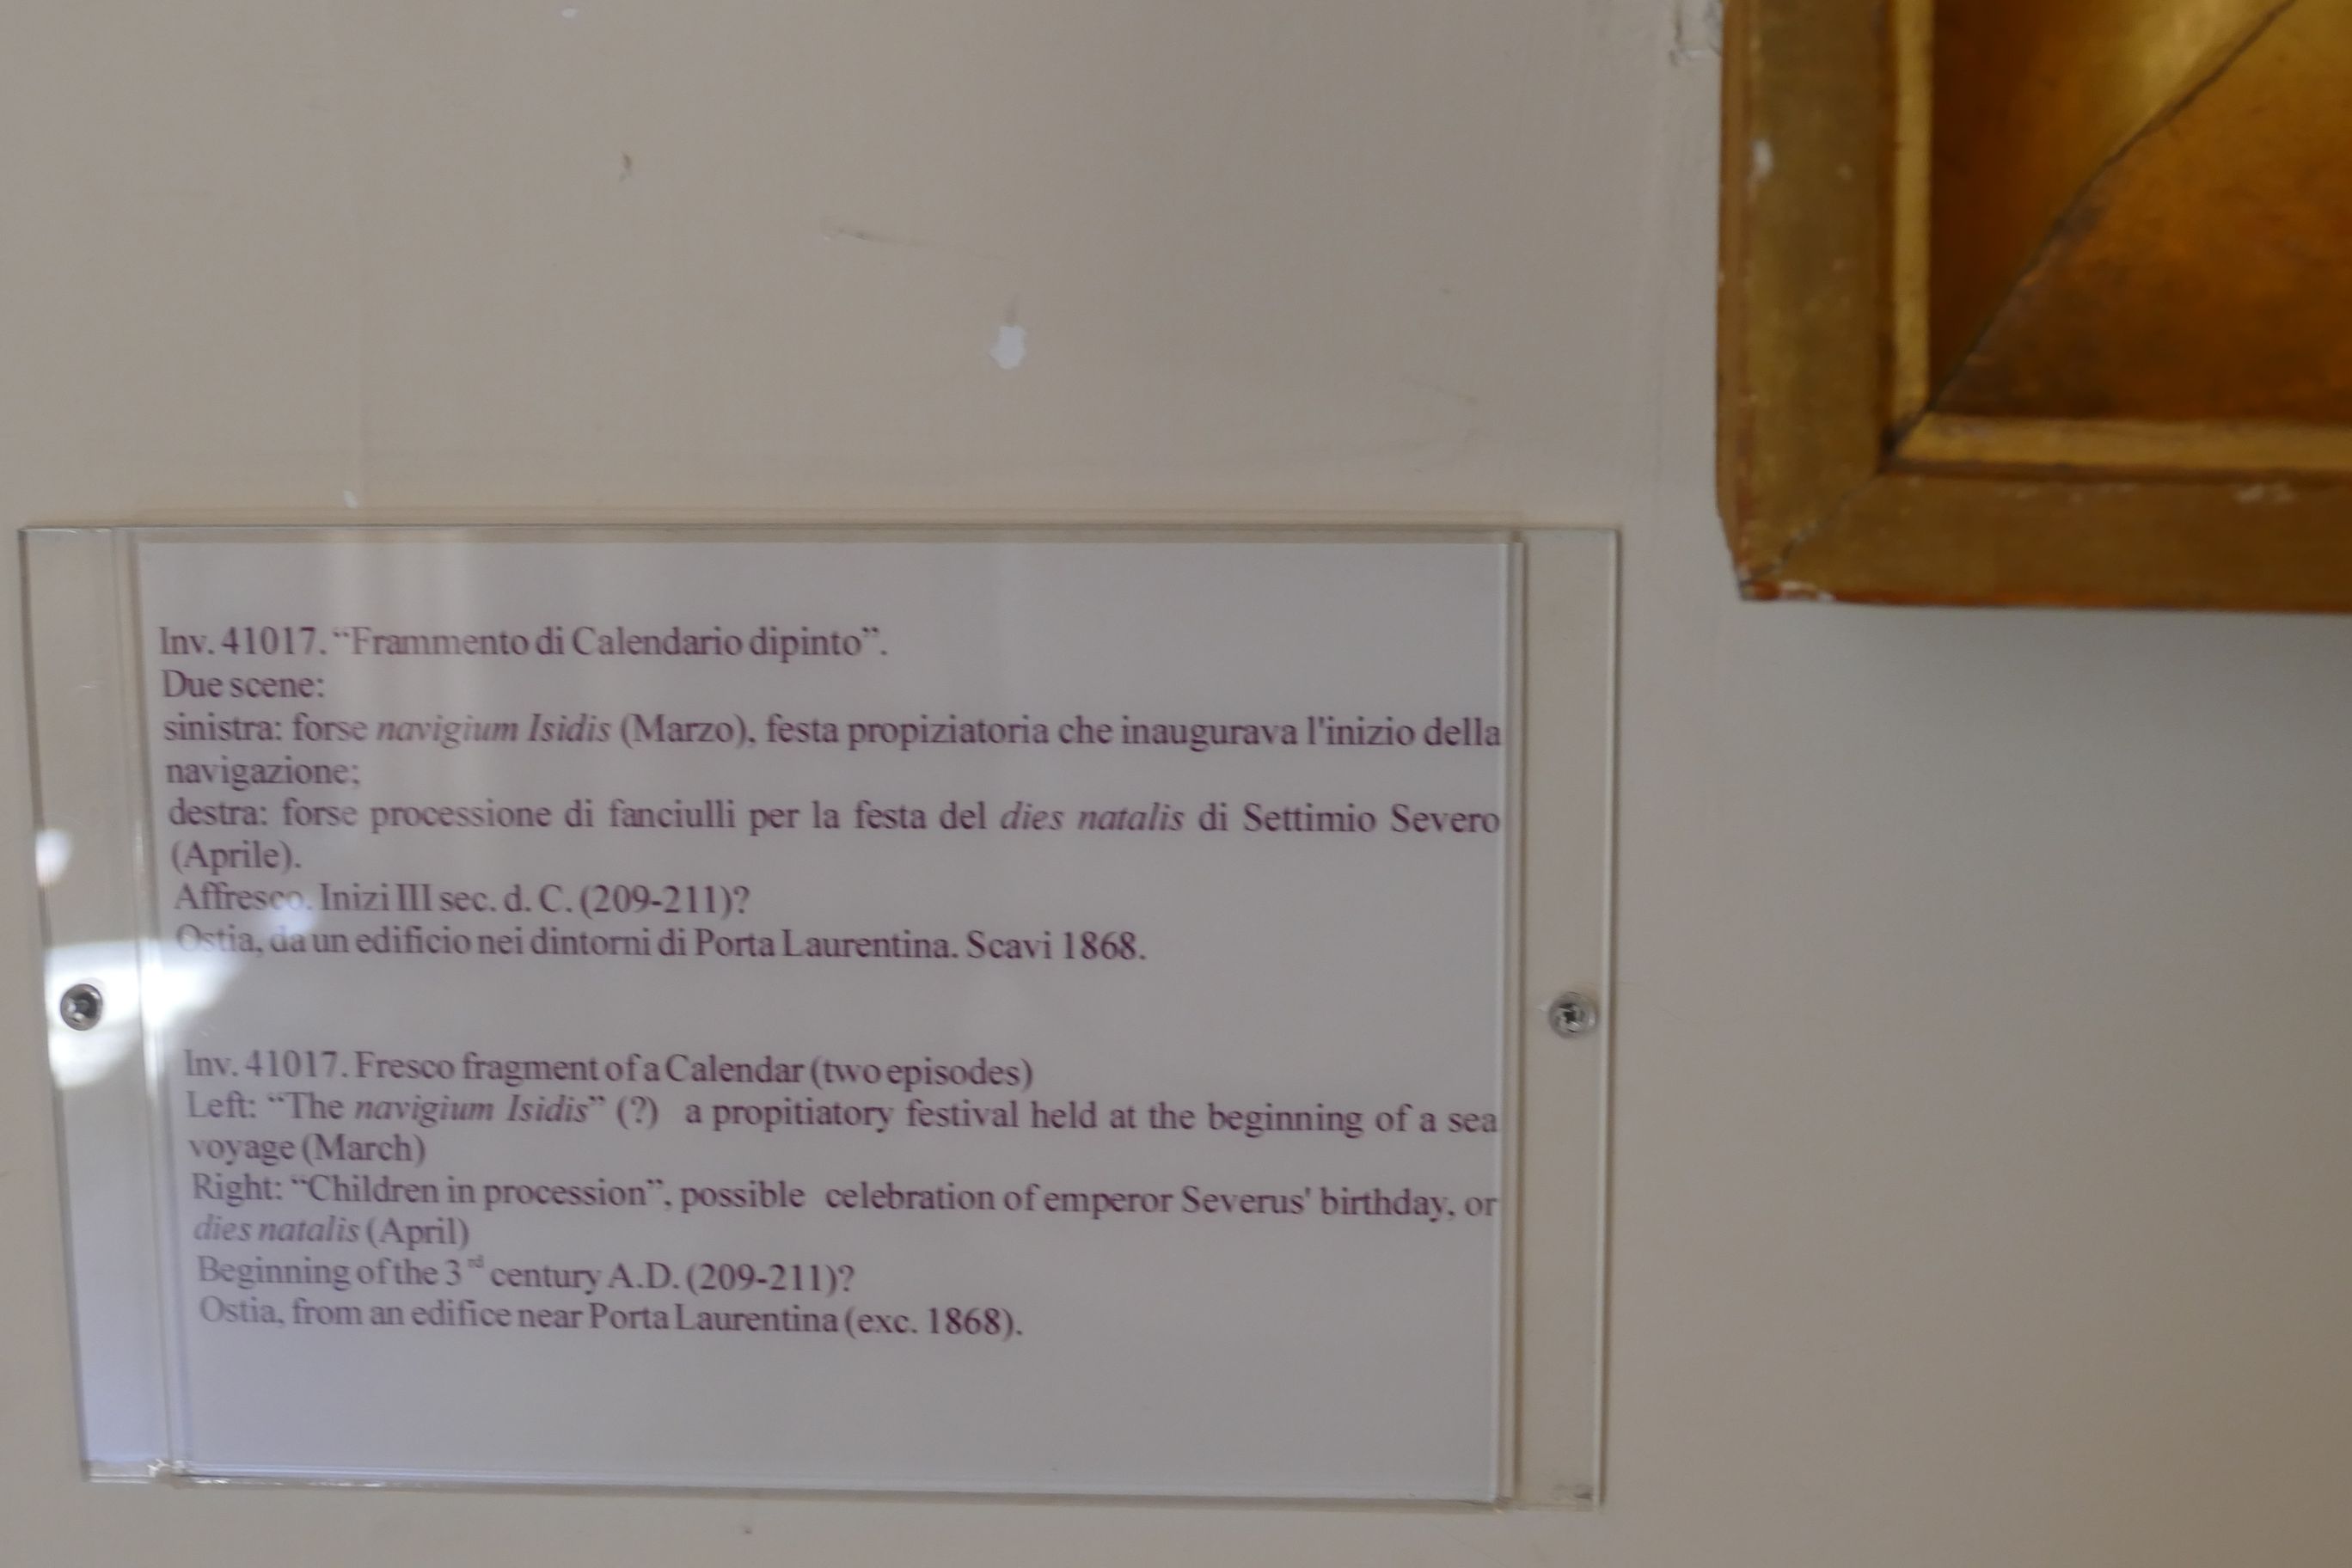 Inv. 41017. “Frammento di Calendario dipinto”.
Due scene:
sinistra: forse navigium Isidis (Marzo), festa propiziatoria che inaugurava l'inizio della
navigazione;
destra: forse processione di fanciulli per la festa del dies natalis di Settimio Severo
(Aprile).
Affresco. Inizi III sec. d. C. (209-211)?
Ostia, da un edificio nei dintorni di Porta Laurentina. Scavi 1868.
Inv. 41017. Fresco fragment of a Calendar (two episodes)
Left: “The navigium Isidis” (?) a propitiatory festival held at the beginning of a sea
voyage (March)
Right: “Children in procession”, possible celebration of emperor Severus' birthday, or
dies natalis (April)
Beginning of the 3rd century A.D. (209-211)?
Ostia, from an edifice near Porta Laurentina (exc. 1868).